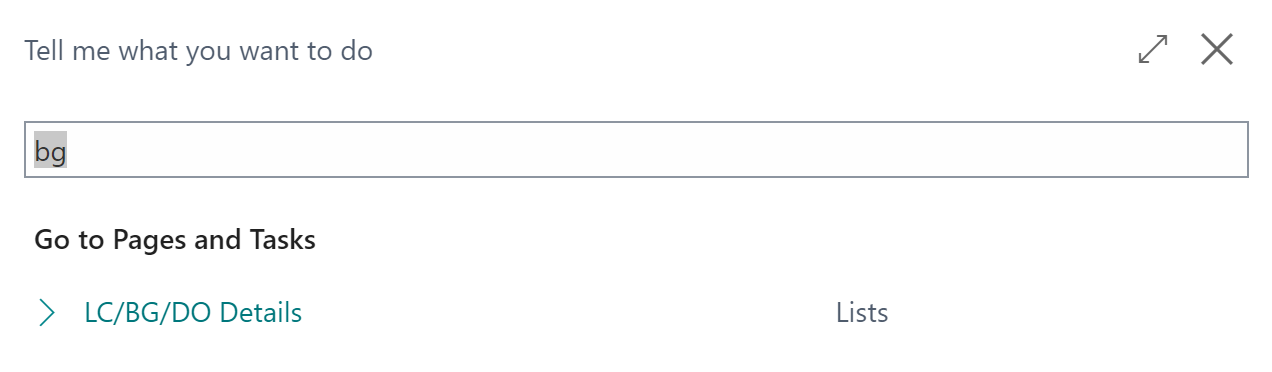 Tell me what you want to do
bg
Go to Pages and Tasks
LC/BG/DO Details Lists